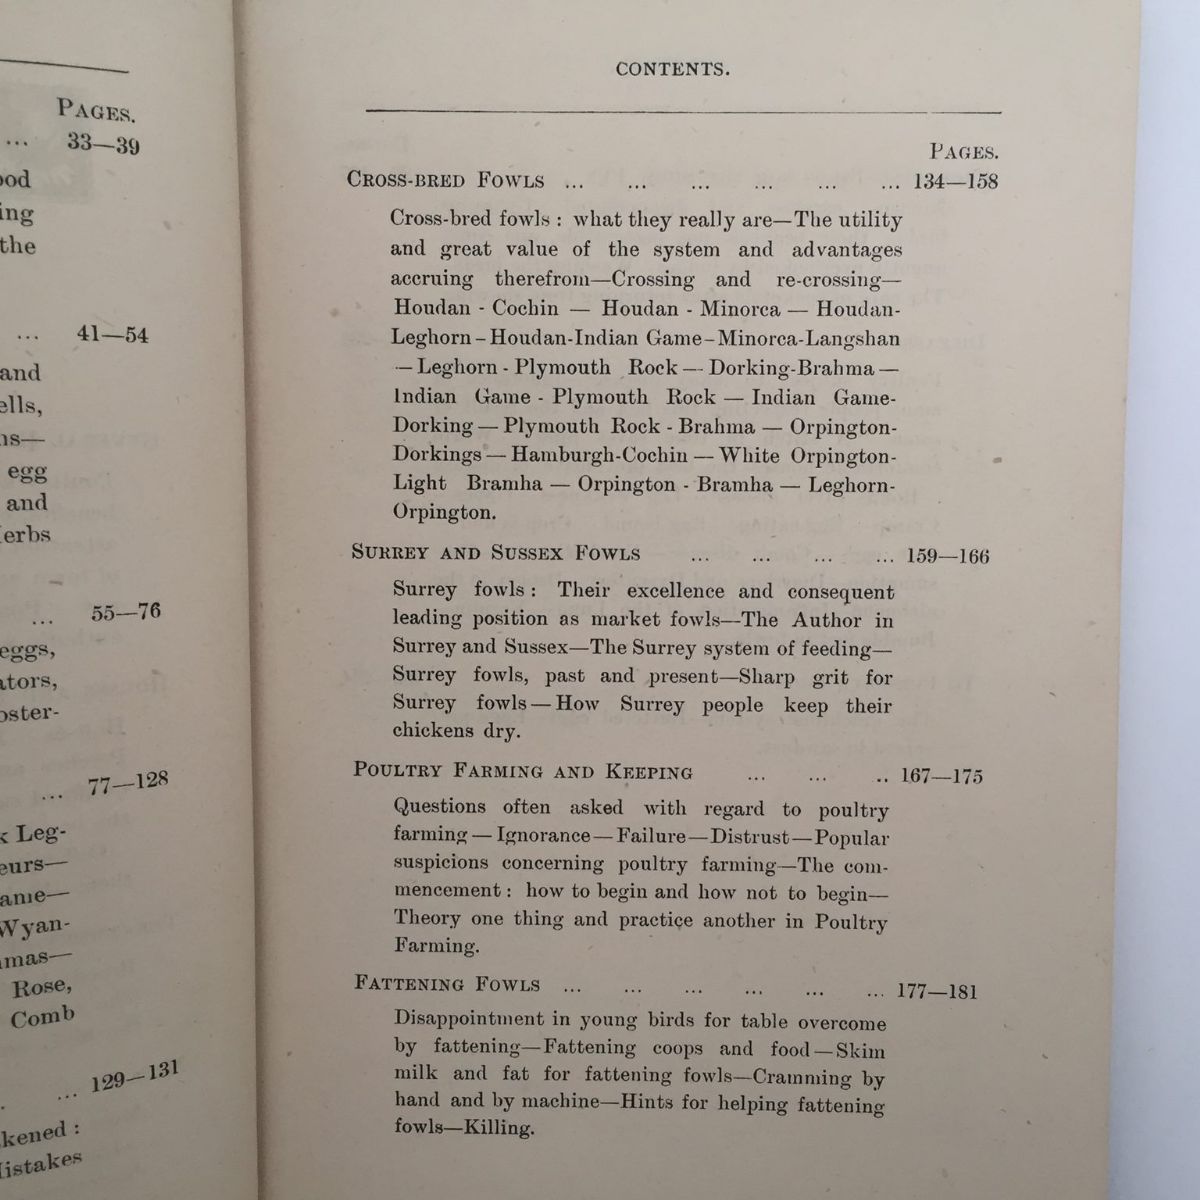 PAGES.
... 33—39
the
... 41—54
and
egg
and
... 55—76
eggs,
... 77—128
Leg-
Rose,
Comb
... 129—131
CONTENTS.
PAGES.
CROSS-BRED FOWLS ... ... ... ... ... ... 134—158
Cross-bred fowls : what they really are—The utility
and great value of the system and advantages
accruing therefrom—Crossing and re-crossing—
Houdan - Cochin — Houdan - Minorca — Houdan-
Leghorn–Houdan-Indian Game–Minorca-Langshan
— Leghorn - Plymouth Rock — Dorking-Brahma —
Indian Game - Plymouth Rock — Indian Game-
Dorking — Plymouth Rock - Brahma — Orpington-
Dorkings — Hamburgh-Cochin — White Orpington-
Light Bramha — Orpington - Bramha — Leghorn-
Orpington.
SURREY AND SUSSEX FOWLS ... ... ... ... 159—166
Surrey fowls : Their excellence and consequent
leading position as market fowls—The Author in
Surrey and Sussex—The Surrey system of feeding—
Surrey fowls, past and present—Sharp grit for
Surrey fowls — How Surrey people keep their
chickens dry.
POULTRY FARMING AND KEEPING ... ... .. 167—175
Questions often asked with regard to poultry
farming — Ignorance — Failure — Distrust — Popular
suspicions concerning poultry farming—The com-
mencement : how to begin and how not to begin—
Theory one thing and practice another in Poultry
Farming.
FATTENING FOWLS ... ... ... ... ... ... 177—181
Disappointment in young birds for table overcome
by fattening—Fattening coops and food — Skim
milk and fat for fattening fowls—Cramming by
hand and by machine—Hints for helping fattening
fowls—Killing.